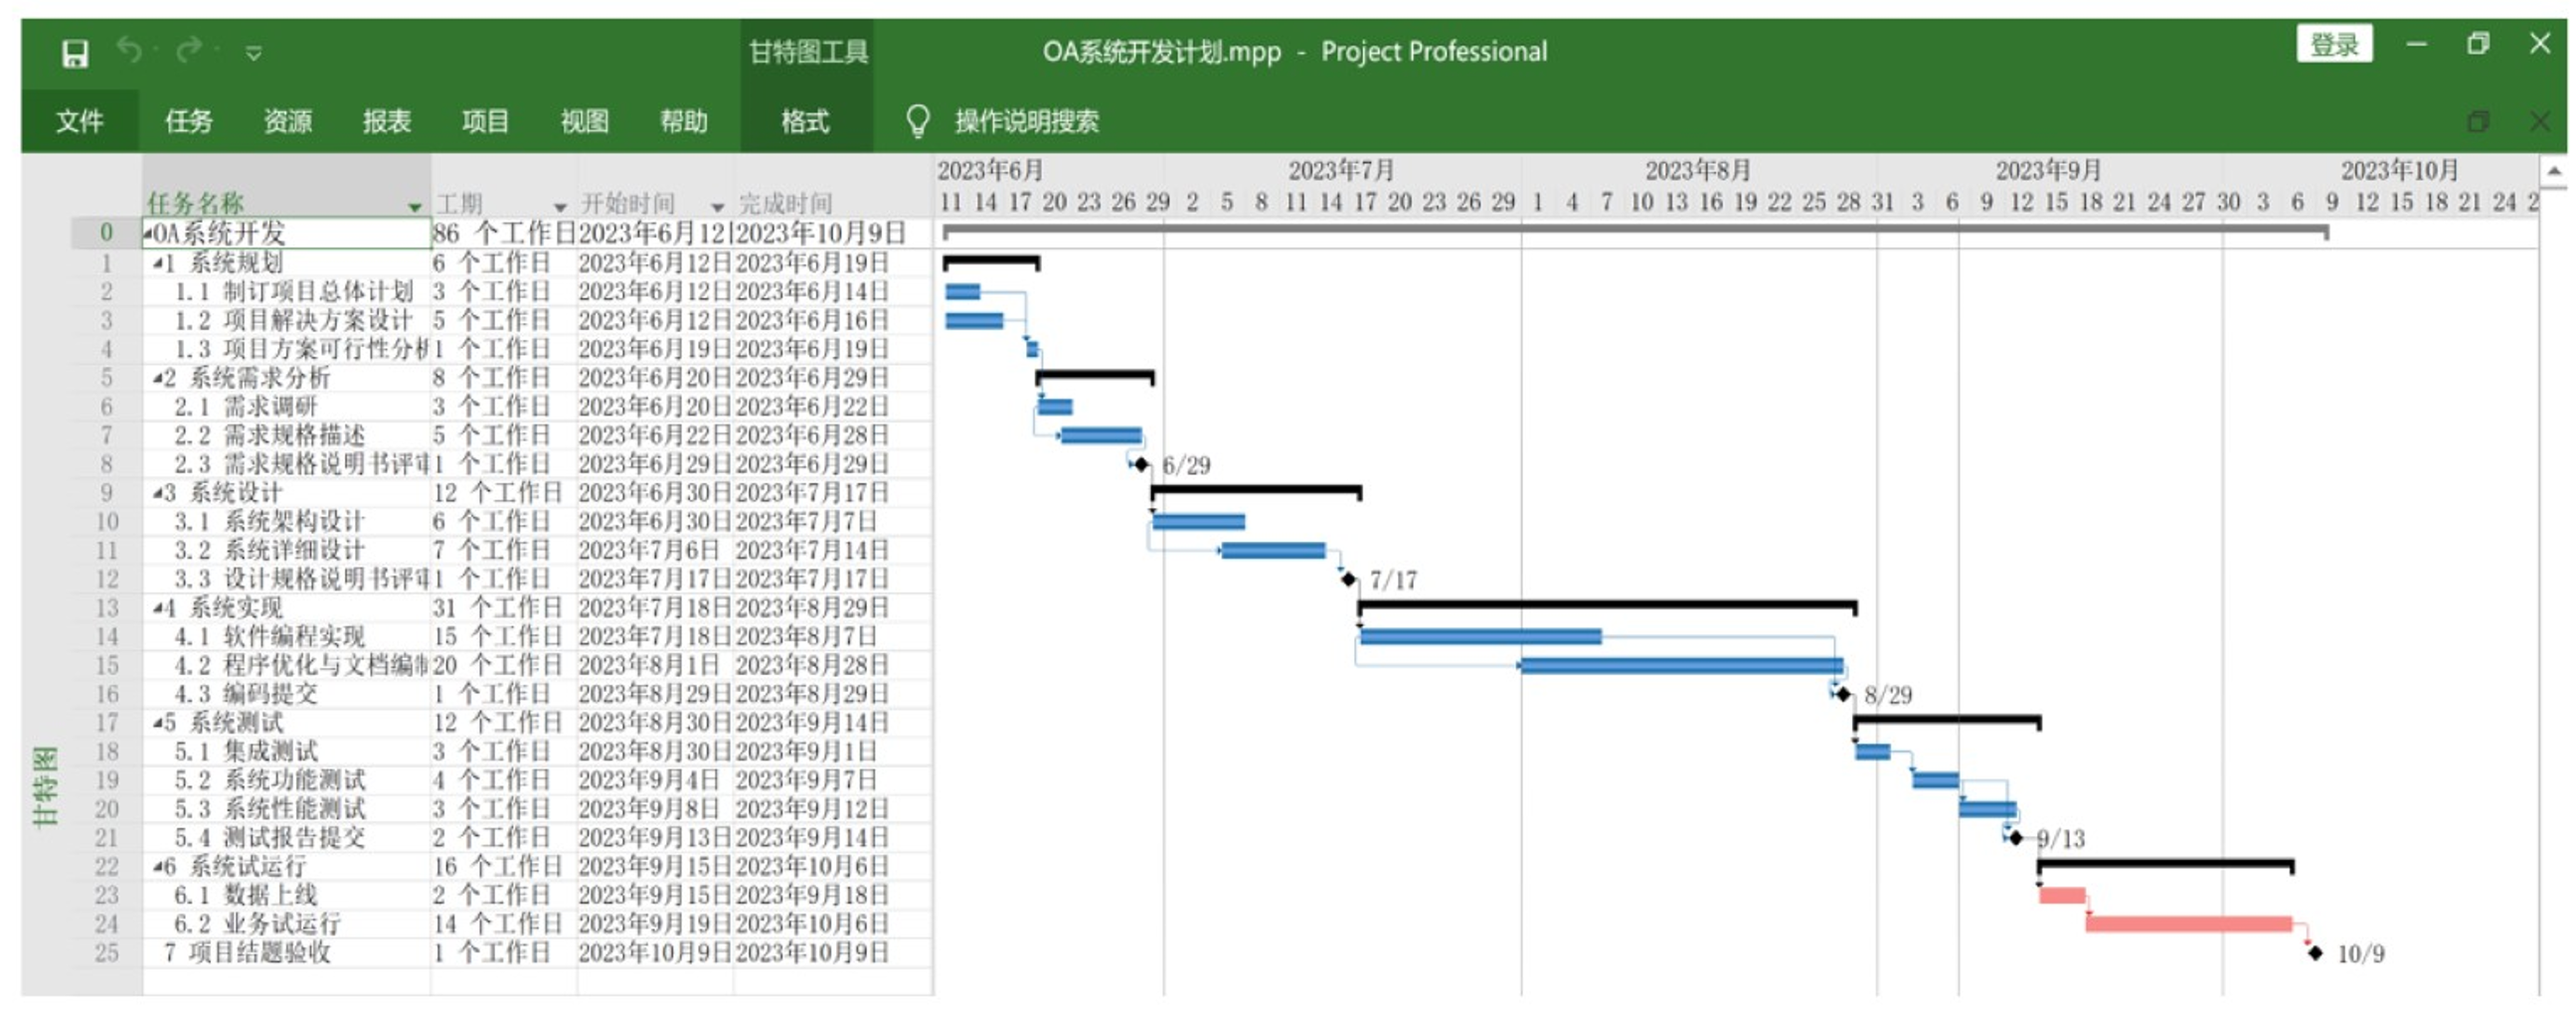 甘特图工具 OA系统开发计划.mpp - Project Professional 登录
文件 任务 资源 报表 项目 视图 帮助 格式 操作说明搜索
2023年6月 2023年7月 2023年8月 2023年9月 2023年10月
任务名称 工期 开始时间 完成时间 11 14 17 20 23 26 29 2 5 8 11 14 17 20 23 26 29 1 4 7 10 13 16 19 22 25 28 31 3 6 9 12 15 18 21 24 27 30 3 6 9 12 15 18 21 24 2
0 OA系统开发 86 个工作日 2023年6月12 2023年10月9日
1 1 系统规划 6 个工作日 2023年6月12日 2023年6月19日
2 1.1 制订项目总体计划 3 个工作日 2023年6月12日 2023年6月14日
3 1.2 项目解决方案设计 5 个工作日 2023年6月12日 2023年6月16日
4 1.3 项目方案可行性分析 1 个工作日 2023年6月19日 2023年6月19日
5 2 系统需求分析 8 个工作日 2023年6月20日 2023年6月29日
6 2.1 需求调研 3 个工作日 2023年6月20日 2023年6月22日
7 2.2 需求规格描述 5 个工作日 2023年6月22日 2023年6月28日
8 2.3 需求规格说明书评审 1 个工作日 2023年6月29日 2023年6月29日 6/29
9 3 系统设计 12 个工作日 2023年6月30日 2023年7月17日
10 3.1 系统架构设计 6 个工作日 2023年6月30日 2023年7月7日
11 3.2 系统详细设计 7 个工作日 2023年7月6日 2023年7月14日
12 3.3 设计规格说明书评审 1 个工作日 2023年7月17日 2023年7月17日 7/17
13 4 系统实现 31 个工作日 2023年7月18日 2023年8月29日
14 4.1 软件编程实现 15 个工作日 2023年7月18日 2023年8月7日
15 4.2 程序优化与文档编制 20 个工作日 2023年8月1日 2023年8月28日
16 4.3 编码提交 1 个工作日 2023年8月29日 2023年8月29日 8/29
17 5 系统测试 12 个工作日 2023年8月30日 2023年9月14日
18 5.1 集成测试 3 个工作日 2023年8月30日 2023年9月1日
19 5.2 系统功能测试 4 个工作日 2023年9月4日 2023年9月7日
20 5.3 系统性能测试 3 个工作日 2023年9月8日 2023年9月12日
21 5.4 测试报告提交 2 个工作日 2023年9月13日 2023年9月14日 9/13
22 6 系统试运行 16 个工作日 2023年9月15日 2023年10月6日
23 6.1 数据上线 2 个工作日 2023年9月15日 2023年9月18日
24 6.2 业务试运行 14 个工作日 2023年9月19日 2023年10月6日
25 7 项目结题验收 1 个工作日 2023年10月9日 2023年10月9日 10/9
甘特图